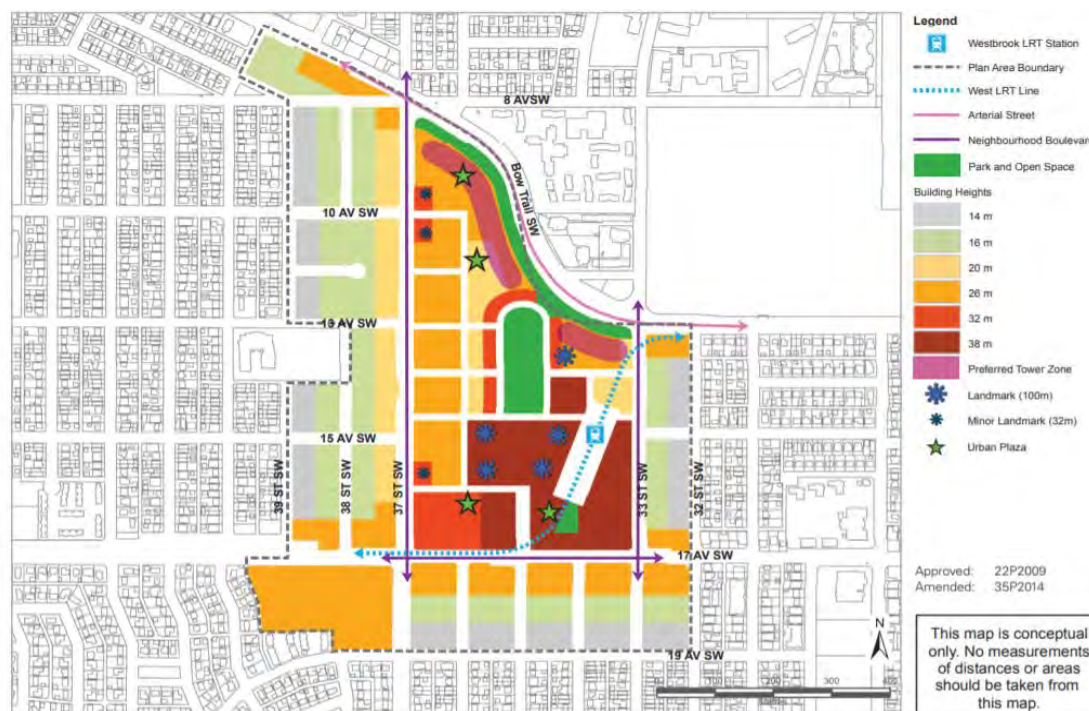 Legend
Westbrook LRT Station
Plan Area Boundary
West LRT Line
Arterial Street
Neighbourhood Boulevar
Park and Open Space
Building Heights
14 m
16 m
20 m
26 m
32 m
38 m
Preferred Tower Zone
Landmark (100m)
Minor Landmark (32m)
Urban Plaza
8 AVSW
Bow Trail SW
10 AV SW
13 AV SW
15 AV SW
39 ST SW
38 ST SW
37 ST SW
33 ST SW
32 ST SW
17 AV SW
19 AV SW
Approved: 22P2009
Amended: 35P2014
N
This map is conceptual
only. No measurements
of distances or areas
should be taken from
this map.